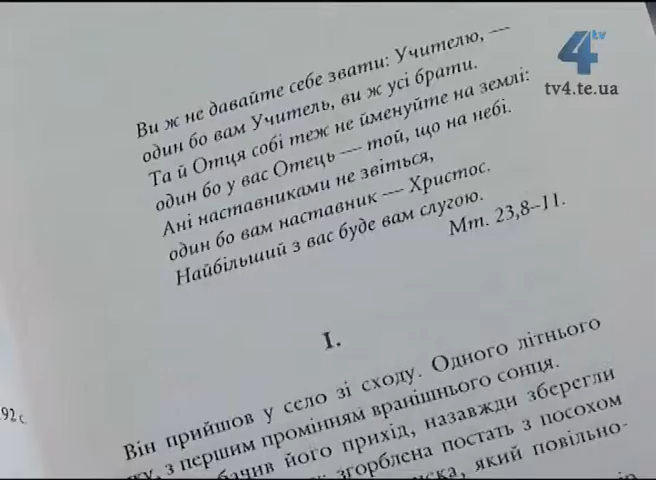 4 tv
tv4.te.ua
Ви ж не давайте себе звати: Учителю, —
один бо вам Учитель, ви ж усі брати.
Та й Отця собі теж не йменуйте на землі:
один бо у вас Отець — той, що на небі.
Ані наставниками не звіться,
один бо вам наставник — Христос.
Найбільший з вас буде вам слугою.
Мт. 23,8–11.
I.
92 с.
Він прийшов у село зі сходу. Одного літнього
з першим промінням вранішнього сонця.
бачив його прихід, назавжди зберегли
згорблена постать з посохом
який повільно-